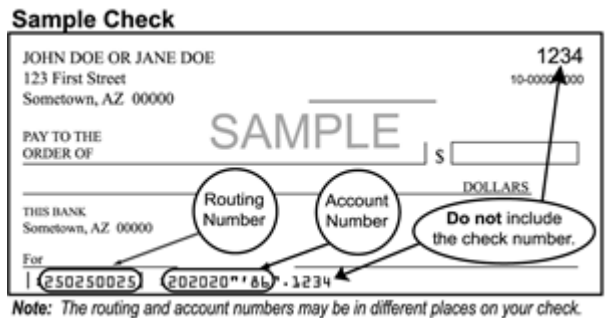 Sample Check
JOHN DOE OR JANE DOE
1234
123 First Street
Sometown, AZ 00000
SAMPLE
PAY TO THE
ORDER OF
$
DOLLARS
Routing
Number
Account
Number
Do not include
the check number.
THIS BANK
Sometown, AZ 00000
For
250250025 202020"'86".1234
Note: The routing and account numbers may be in different places on your check.